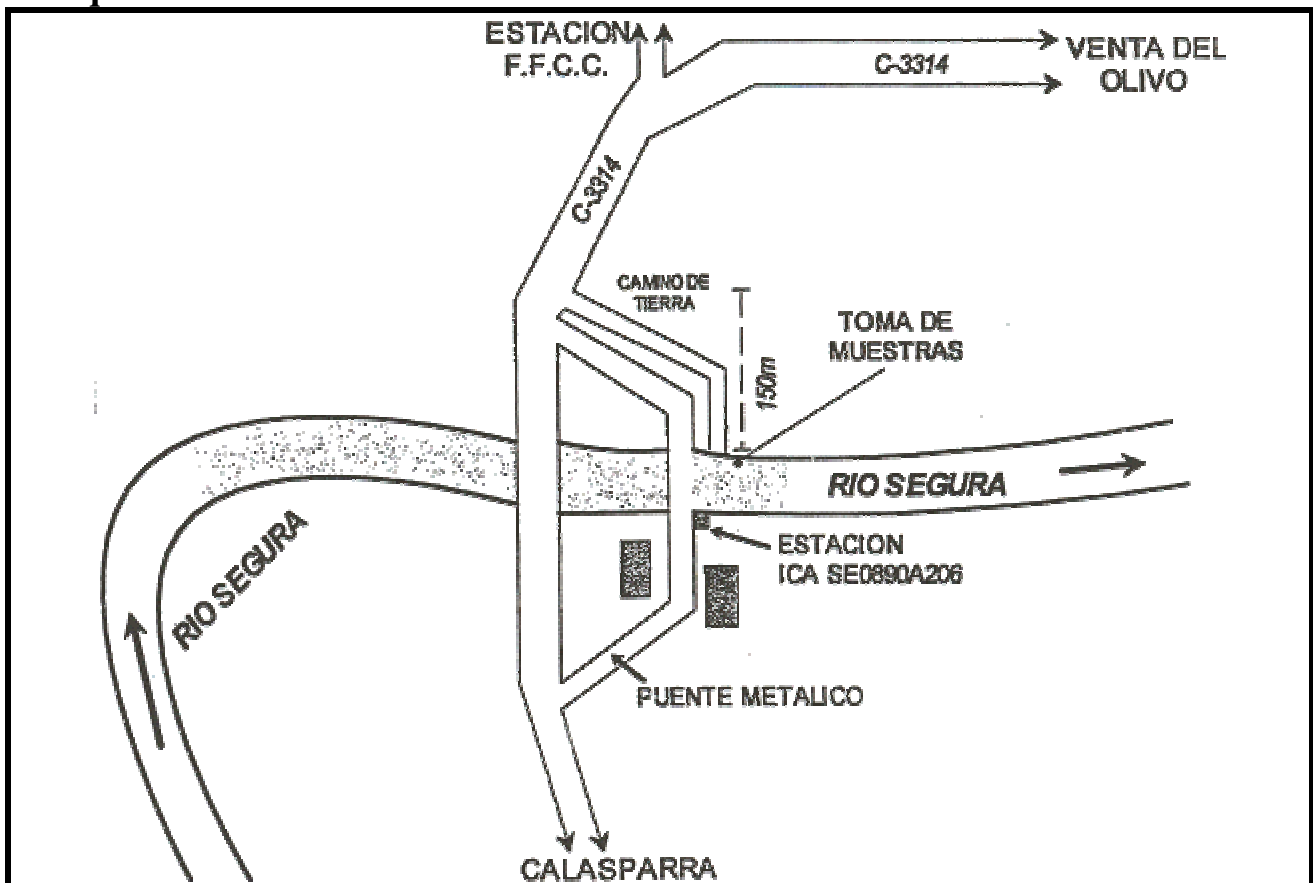 ESTACION
F.F.C.C.
C-3314
VENTA DEL
OLIVO
C-3314
CAMINO DE
TIERRA
150m
TOMA DE
MUESTRAS
RIO SEGURA
RIO SEGURA
ESTACION
ICA SE0890A206
PUENTE METALICO
CALASPARRA